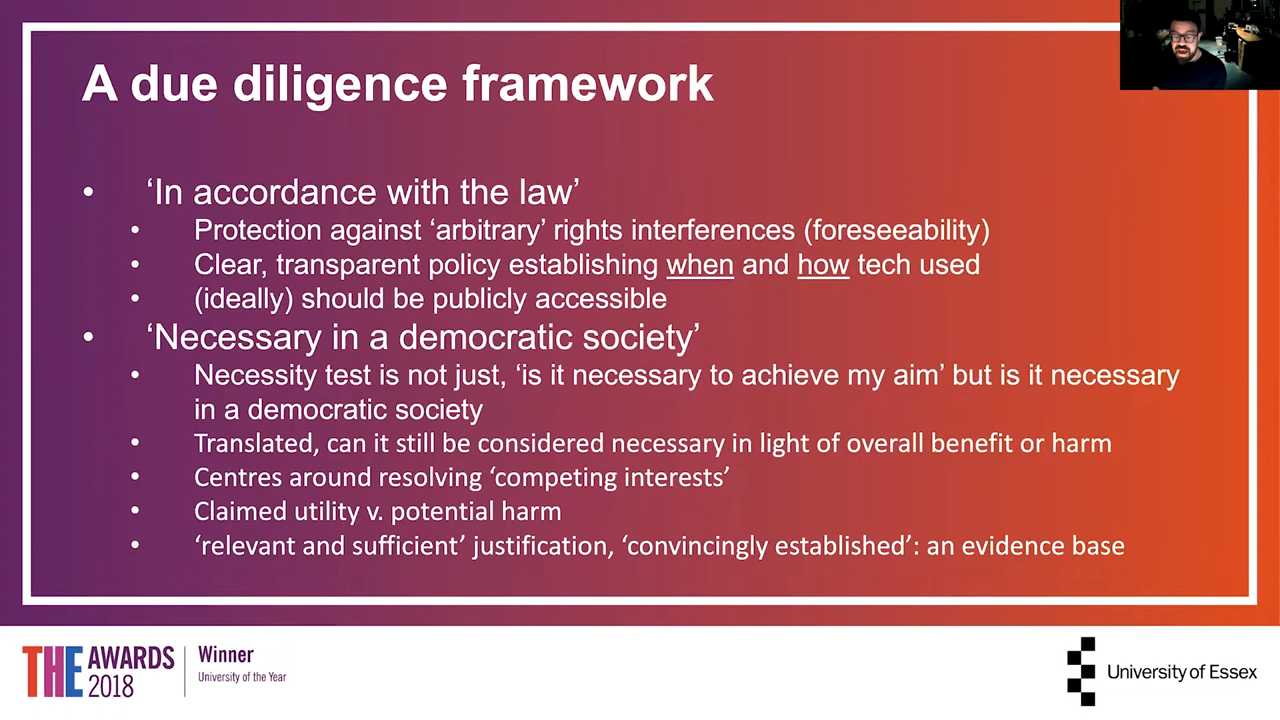 A due diligence framework
• ‘In accordance with the law’
• Protection against ‘arbitrary’ rights interferences (foreseeability)
• Clear, transparent policy establishing when and how tech used
• (ideally) should be publicly accessible
• ‘Necessary in a democratic society’
• Necessity test is not just, ‘is it necessary to achieve my aim’ but is it necessary
in a democratic society
• Translated, can it still be considered necessary in light of overall benefit or harm
• Centres around resolving ‘competing interests’
• Claimed utility v. potential harm
• ‘relevant and sufficient’ justification, ‘convincingly established’: an evidence base
THE AWARDS
2018
Winner
University of the Year
University of Essex